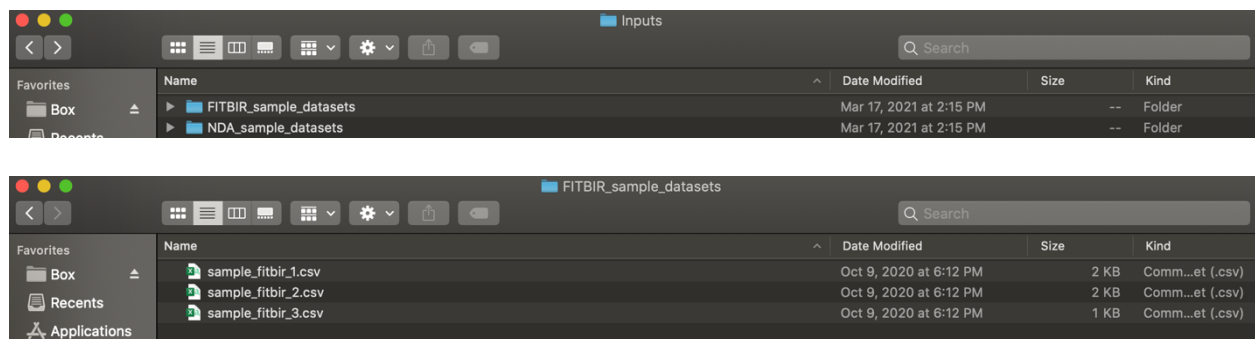 Inputs
Search
Favorites Name Date Modified Size Kind
Box FITBIR_sample_datasets Mar 17, 2021 at 2:15 PM -- Folder
Recents NDA_sample_datasets Mar 17, 2021 at 2:15 PM -- Folder
FITBIR_sample_datasets
Search
Favorites Name Date Modified Size Kind
Box sample_fitbir_1.csv Oct 9, 2020 at 6:12 PM 2 KB Comm...et (.csv)
Recents sample_fitbir_2.csv Oct 9, 2020 at 6:12 PM 2 KB Comm...et (.csv)
sample_fitbir_3.csv Oct 9, 2020 at 6:12 PM 1 KB Comm...et (.csv)
Applications